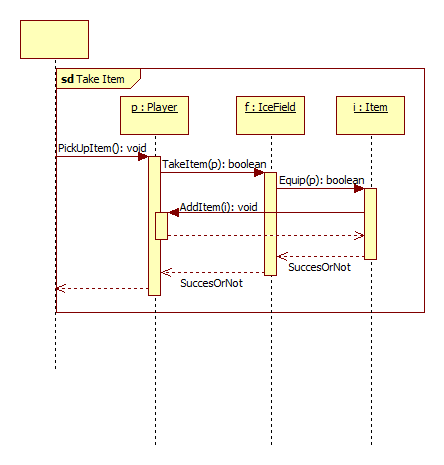 sd Take Item
p : Player
f : IceField
i : Item
PickUpItem(): void
TakeItem(p): boolean
Equip(p): boolean
AddItem(i): void
SuccesOrNot
SuccesOrNot